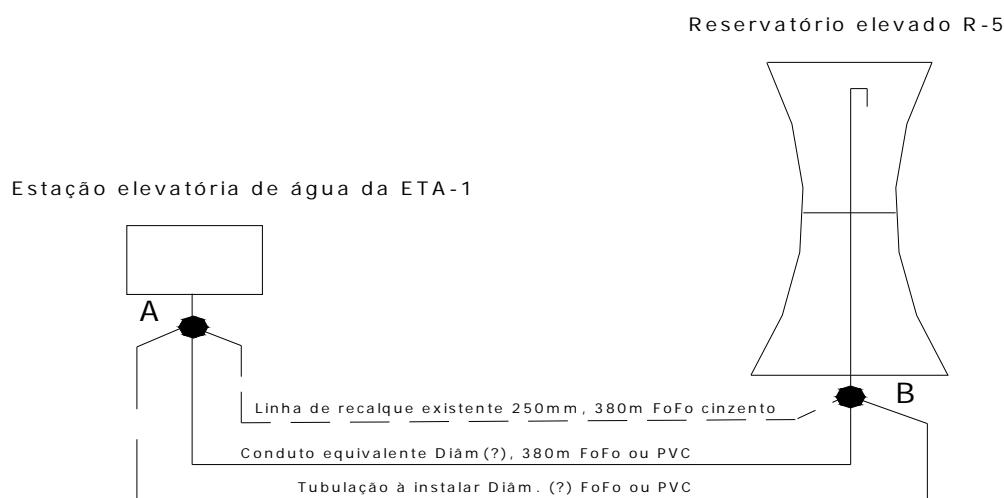 Reservatório elevado R-5
Estação elevatória de água da ETA-1
A
B
Linha de recalque existente 250mm, 380m FoFo cinzento
Conduto equivalente Diâm(?), 380m FoFo ou PVC
Tubulação à instalar Diâm. (?) FoFo ou PVC